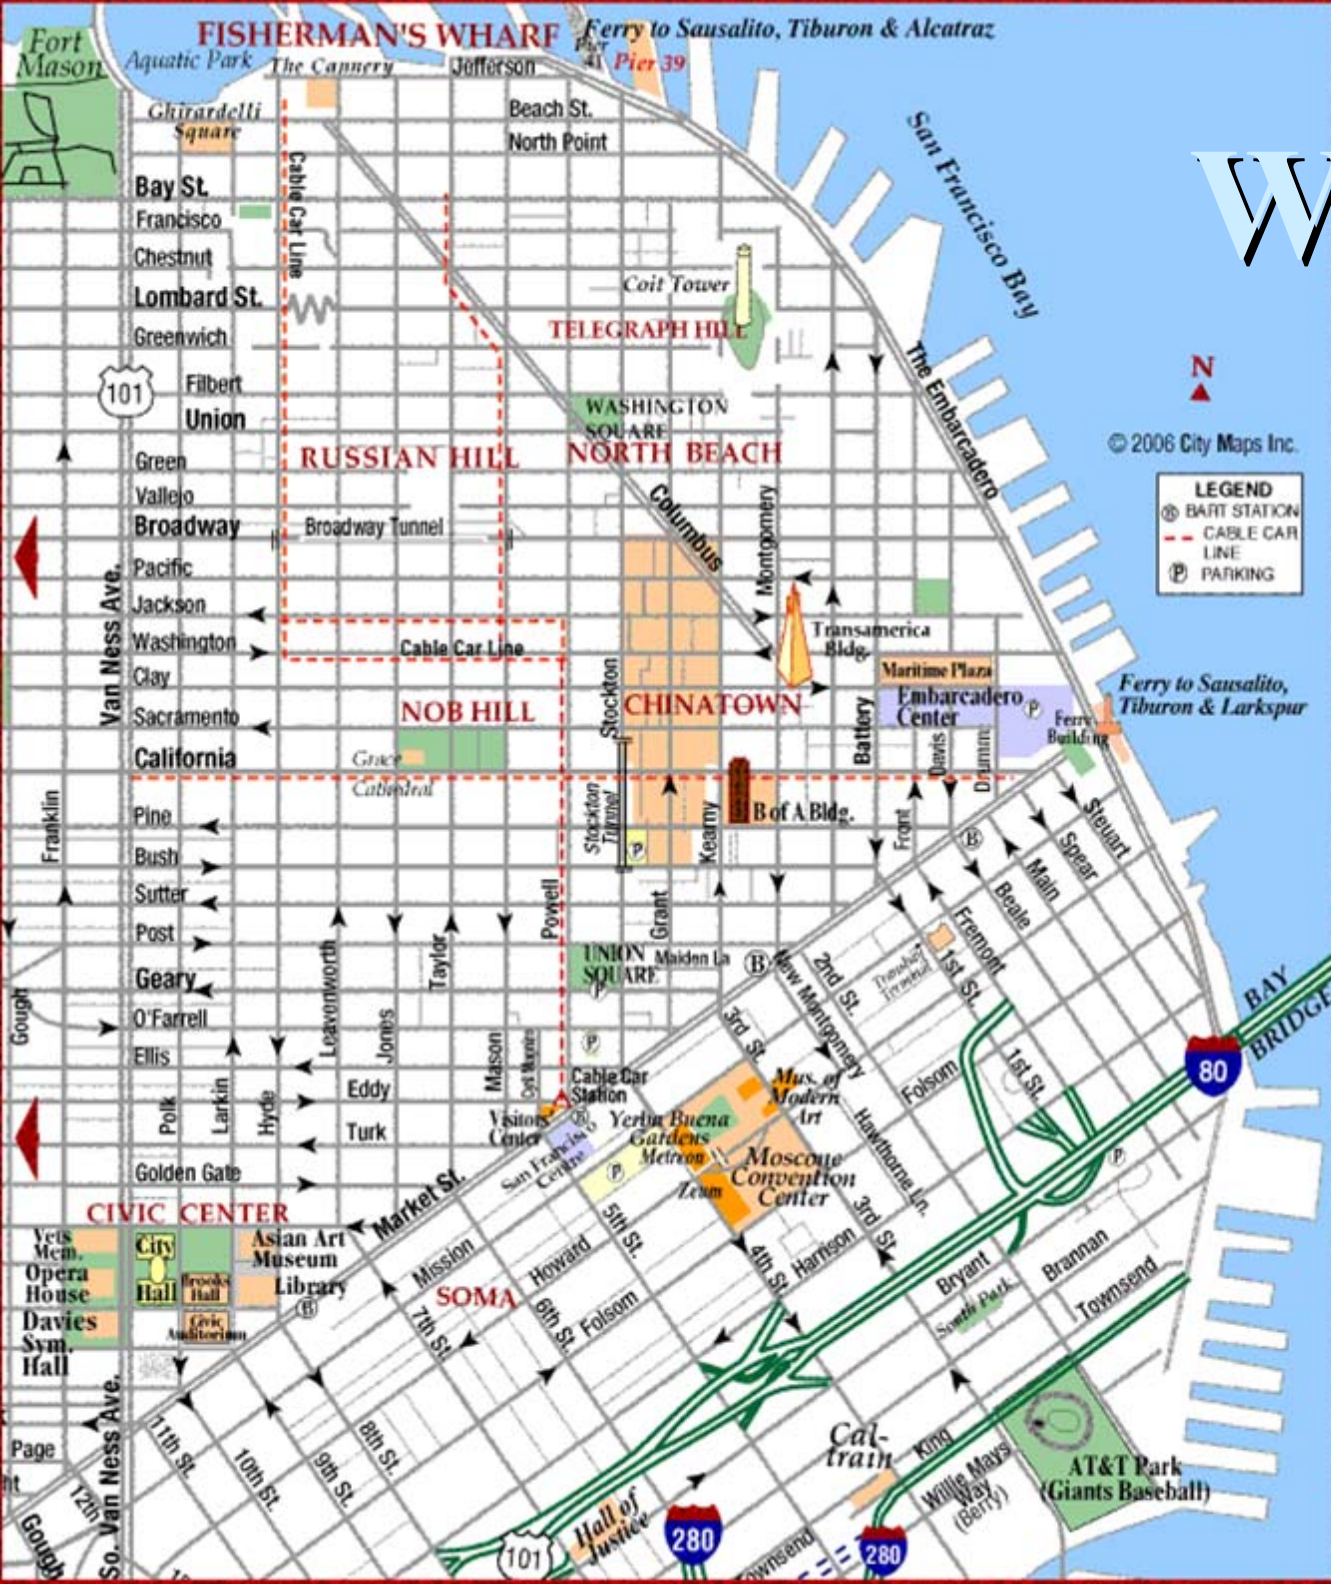 FISHERMAN'S WHARF
Ferry to Sausalito, Tiburon & Alcatraz
Fort
Mason
Aquatic Park
The Cannery
Jefferson
Pier
41
Pier 39
Ghirardelli
Square
Beach St.
North Point
San Francisco Bay
W
Cable Car Line
Bay St.
Francisco
Chestnut
Lombard St.
Greenwich
Coit Tower
TELEGRAPH HILL
101
Filbert
Union
WASHINGTON
SQUARE
The Embarcadero
N
© 2006 City Maps Inc.
Green
RUSSIAN HILL
NORTH BEACH
LEGEND
B BART STATION
CABLE CAR
LINE
P PARKING
Vallejo
Broadway
Broadway Tunnel
Columbus
Montgomery
Pacific
Jackson
Washington
Cable Car Line
Transamerica
Bldg.
Van Ness Ave.
Clay
Maritime Plaza
Stockton
Sacramento
NOB HILL
CHINATOWN
Battery
Embarcadero
Center
P
Ferry to Sausalito,
Tiburon & Larkspur
Ferry
Building
Davis
Drumm
California
Grace
Cathedral
Franklin
Pine
Stockton
Tunnel
P
Kearny
B of A Bldg.
Front
Steuart
Spear
Main
Beale
Fremont
B
Bush
Sutter
Post
Powell
Grant
Leavenworth
Taylor
UNION
SQUARE
P
Maiden La
B
New Montgomery
2nd St.
Transbay
Terminal
1st St.
BAY
BRIDGE
80
Geary
Gough
O'Farrell
Jones
3rd St.
Ellis
Mason
P
Folsom
1st St.
Polk
Larkin
Hyde
Eddy
Cable Car
Station
Visitors
Center
B
Yerba Buena
Gardens
Mus. of
Modern
Art
Hawthorne Ln.
Turk
San Francisco
Centre
P
Metreon
Zeum
Moscone
Convention
Center
P
Golden Gate
Market St.
CIVIC CENTER
Vets
Mem.
City
Hall
Asian Art
Museum
Library
B
Opera
House
Brooks
Hall
Davies
Sym.
Hall
Civic
Auditorium
Mission
Howard
5th St.
4th St.
Harrison
3rd St.
Bryant
Brannan
Townsend
South Park
SOMA
7th St.
6th St.
Folsom
So. Van Ness Ave.
Page
11th St.
10th St.
9th St.
8th St.
12th
Gough
Cal-
train
King
Willie Mays
Way
(Berry)
AT&T Park
(Giants Baseball)
Hall of
Justice
101
280
Townsend
280